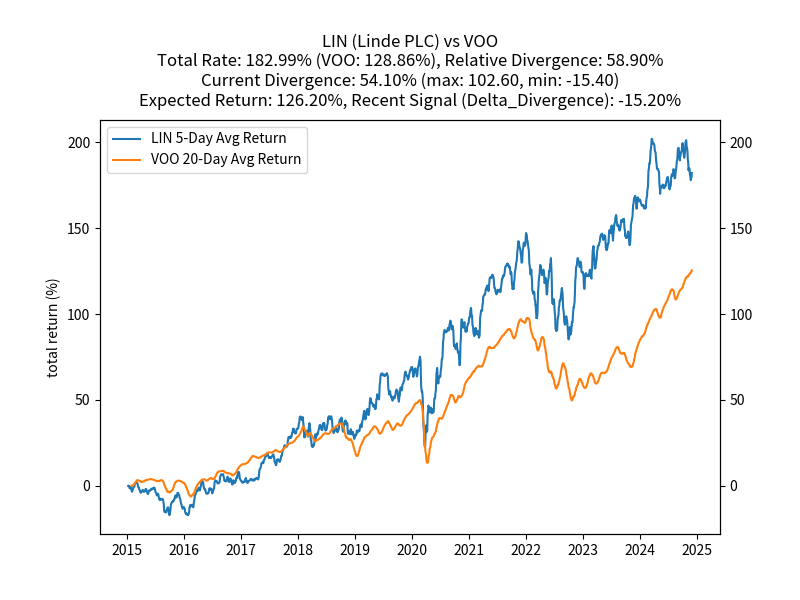 LIN (Linde PLC) vs VOO
Total Rate: 182.99% (VOO: 128.86%), Relative Divergence: 58.90%
Current Divergence: 54.10% (max: 102.60, min: -15.40)
Expected Return: 126.20%, Recent Signal (Delta_Divergence): -15.20%
LIN 5-Day Avg Return
VOO 20-Day Avg Return
total return (%)
200 200
150 150
100 100
50 50
0 0
2015 2016 2017 2018 2019 2020 2021 2022 2023 2024 2025